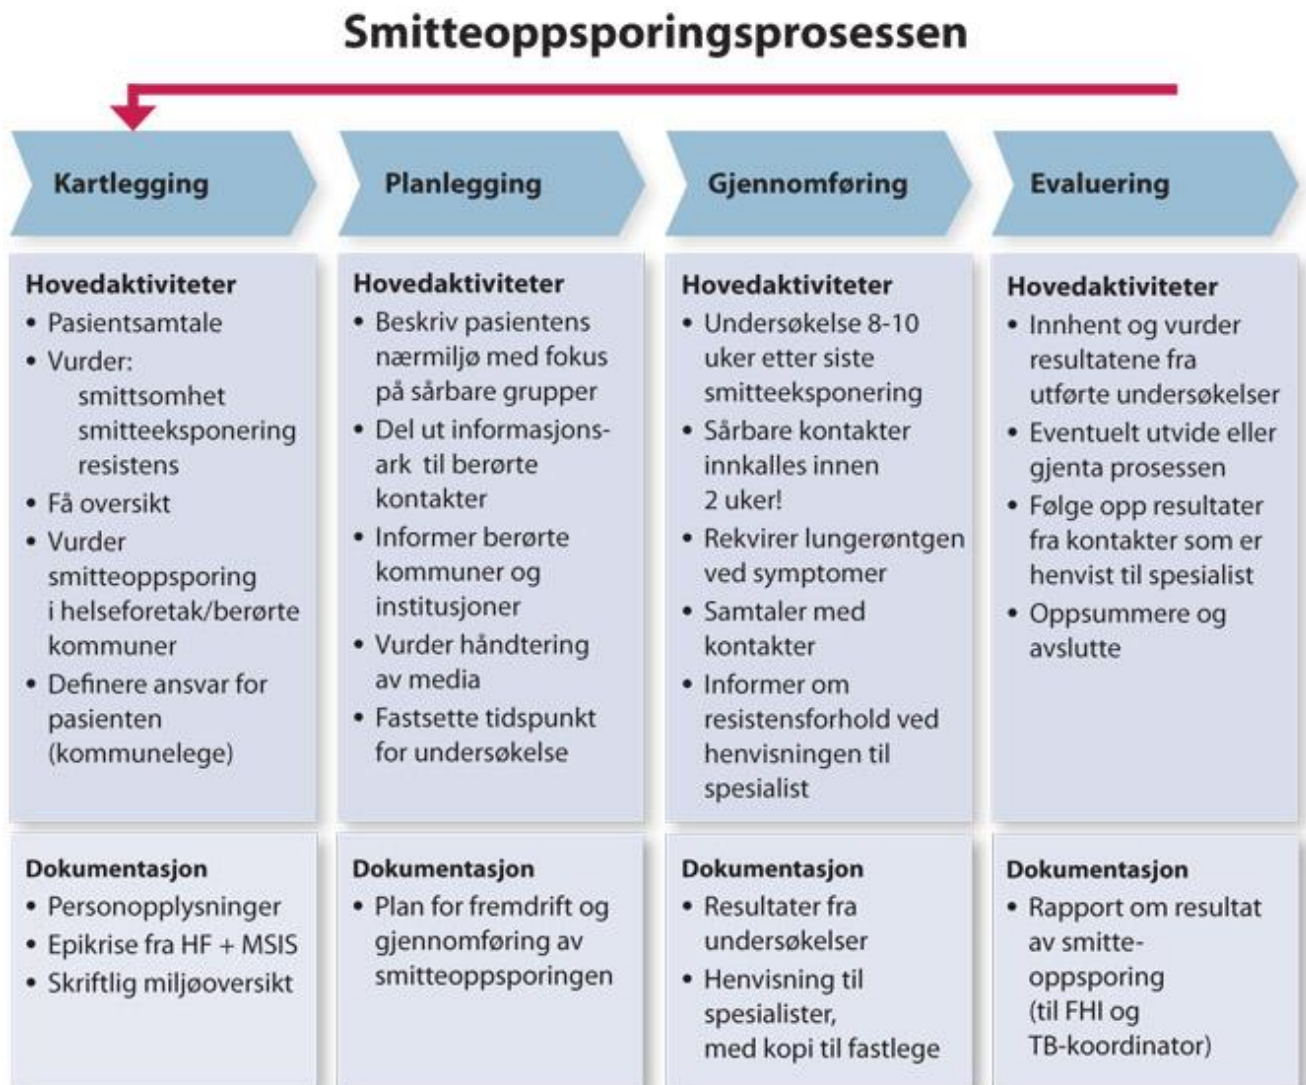 Smitteoppsporingsprosessen
Kartlegging
Planlegging
Gjennomføring
Evaluering
Hovedaktiviteter
• Pasientsamtale
• Vurder:
smittsomhet
smitteeksponering
resistens
• Få oversikt
• Vurder
smitteoppsporing
i helseforetak/berørte
kommuner
• Definere ansvar for
pasienten
(kommunelege)
Hovedaktiviteter
• Beskriv pasientens
nærmiljø med fokus
på sårbare grupper
• Del ut informasjons-
ark til berørte
kontakter
• Informer berørte
kommuner og
institusjoner
• Vurder håndtering
av media
• Fastsette tidspunkt
for undersøkelse
Hovedaktiviteter
• Undersøkelse 8-10
uker etter siste
smitteeksponering
• Sårbare kontakter
innkalles innen
2 uker!
• Rekvirer lungerøntgen
ved symptomer
• Samtaler med
kontakter
• Informer om
resistensforhold ved
henvisningen til
spesialist
Hovedaktiviteter
• Innhent og vurder
resultatene fra
utførte undersøkelser
• Eventuelt utvide eller
gjenta prosessen
• Følge opp resultater
fra kontakter som er
henvist til spesialist
• Oppsummere og
avslutte
Dokumentasjon
• Personopplysninger
• Epikrise fra HF + MSIS
• Skriftlig miljøoversikt
Dokumentasjon
• Plan for fremdrift og
gjennomføring av
smitteoppsporingen
Dokumentasjon
• Resultater fra
undersøkelser
• Henvisning til
spesialister,
med kopi til fastlege
Dokumentasjon
• Rapport om resultat
av smitte-
oppsporing
(til FHI og
TB-koordinator)